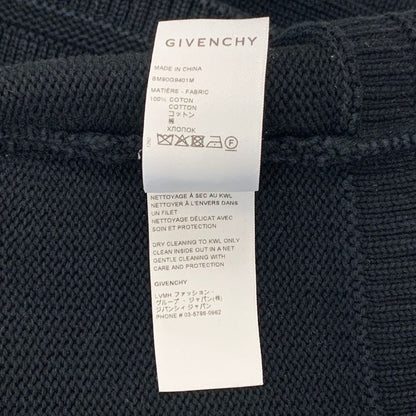 GIVENCHY
MADE IN CHINA
BM90G9401M
MATIÈRS - FABRIC
100% COTON
COTTON
コットン
棉
ХЛОПОК
NETTOYAGE A SEC AU KWL
NETTOYER À L'ENVERS DANS
UN FILET
NETTOYAGE DÉLICAT AVEC
SOIN ET PROTECTION
DRY CLEANING TO KWL ONLY
CLEAN INSIDE OUT IN A NET
GENTLE CLEANING WITH
CARE AND PROTECTION
GIVENCHY
LVMH ファッション・
グループ・ジャパン(株)
ジバンシィ ジャパン
PHONE # 03-5786-0962